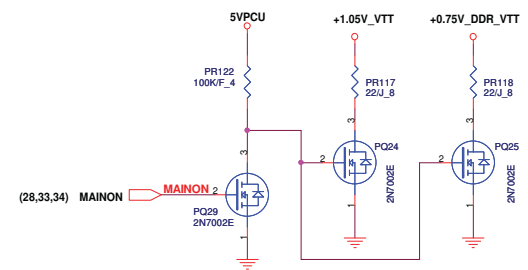 5VPCU
+1.05V_VTT
+0.75V_DDR_VTT
PR122
100K/F_4
PR117
22/J_8
PR118
22/J_8
3
3
3
PQ24
PQ25
2
2
2N7002E
2N7002E
(28,33,34) MAINON
MAINON
2
PQ29
2N7002E
1
1
1